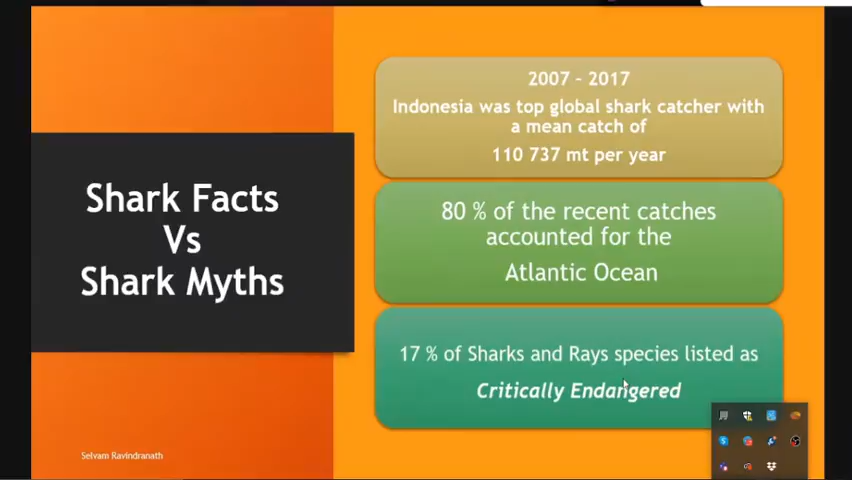 Shark Facts
Vs
Shark Myths
2007 – 2017
Indonesia was top global shark catcher with
a mean catch of
110 737 mt per year
80 % of the recent catches
accounted for the
Atlantic Ocean
17 % of Sharks and Rays species listed as
Critically Endangered
Selvam Ravindranath